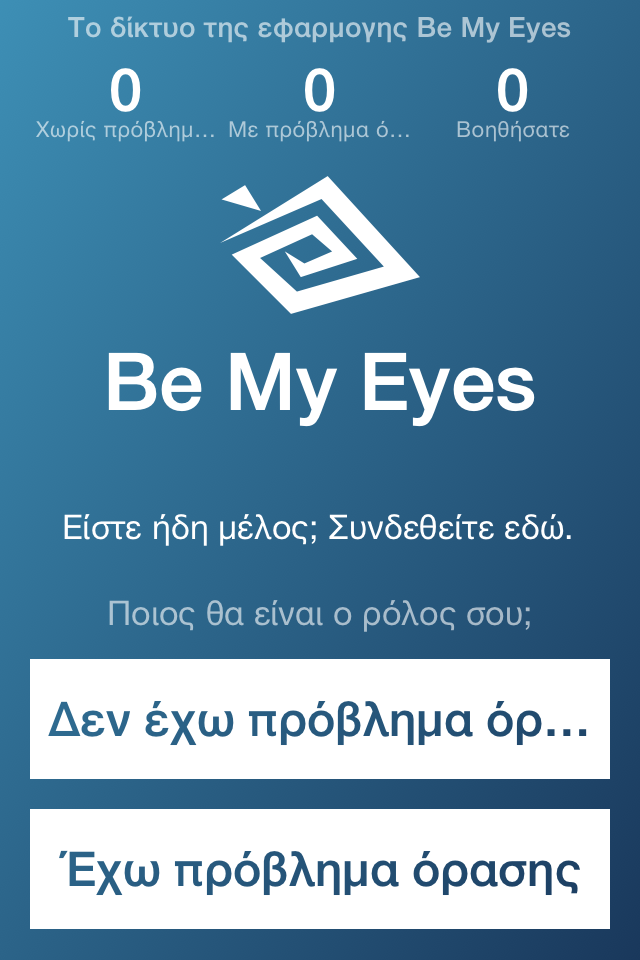 Το δίκτυο της εφαρμογης Be My Eyes
0 0 0
Χωρίς πρόβλημ… Με πρόβλημα ό… Βοηθήσατε
Be My Eyes
Είστε ήδη μέλος; Συνδεθείτε εδώ.
Ποιος θα είναι ο ρόλος σου;
Δεν έχω πρόβλημα όρ…
Έχω πρόβλημα όρασης